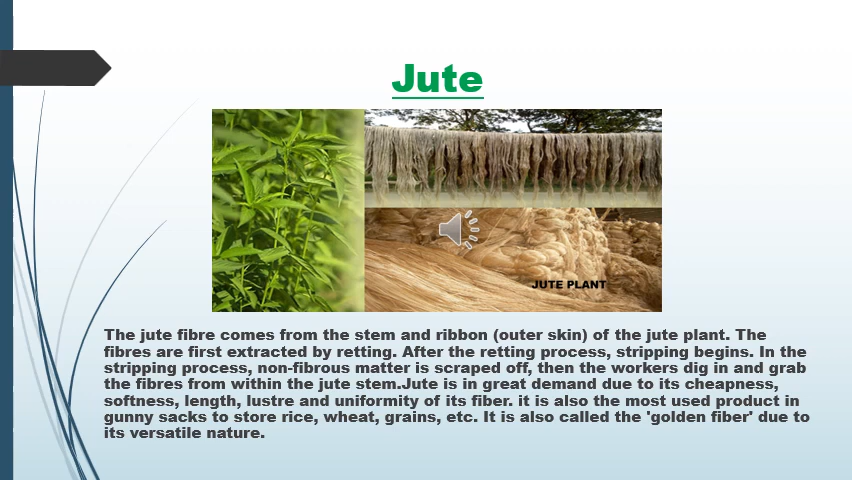 Jute
JUTE PLANT
The jute fibre comes from the stem and ribbon (outer skin) of the jute plant. The
fibres are first extracted by retting. After the retting process, stripping begins. In the
stripping process, non-fibrous matter is scraped off, then the workers dig in and grab
the fibres from within the jute stem.Jute is in great demand due to its cheapness,
softness, length, lustre and uniformity of its fiber. it is also the most used product in
gunny sacks to store rice, wheat, grains, etc. It is also called the 'golden fiber' due to
its versatile nature.